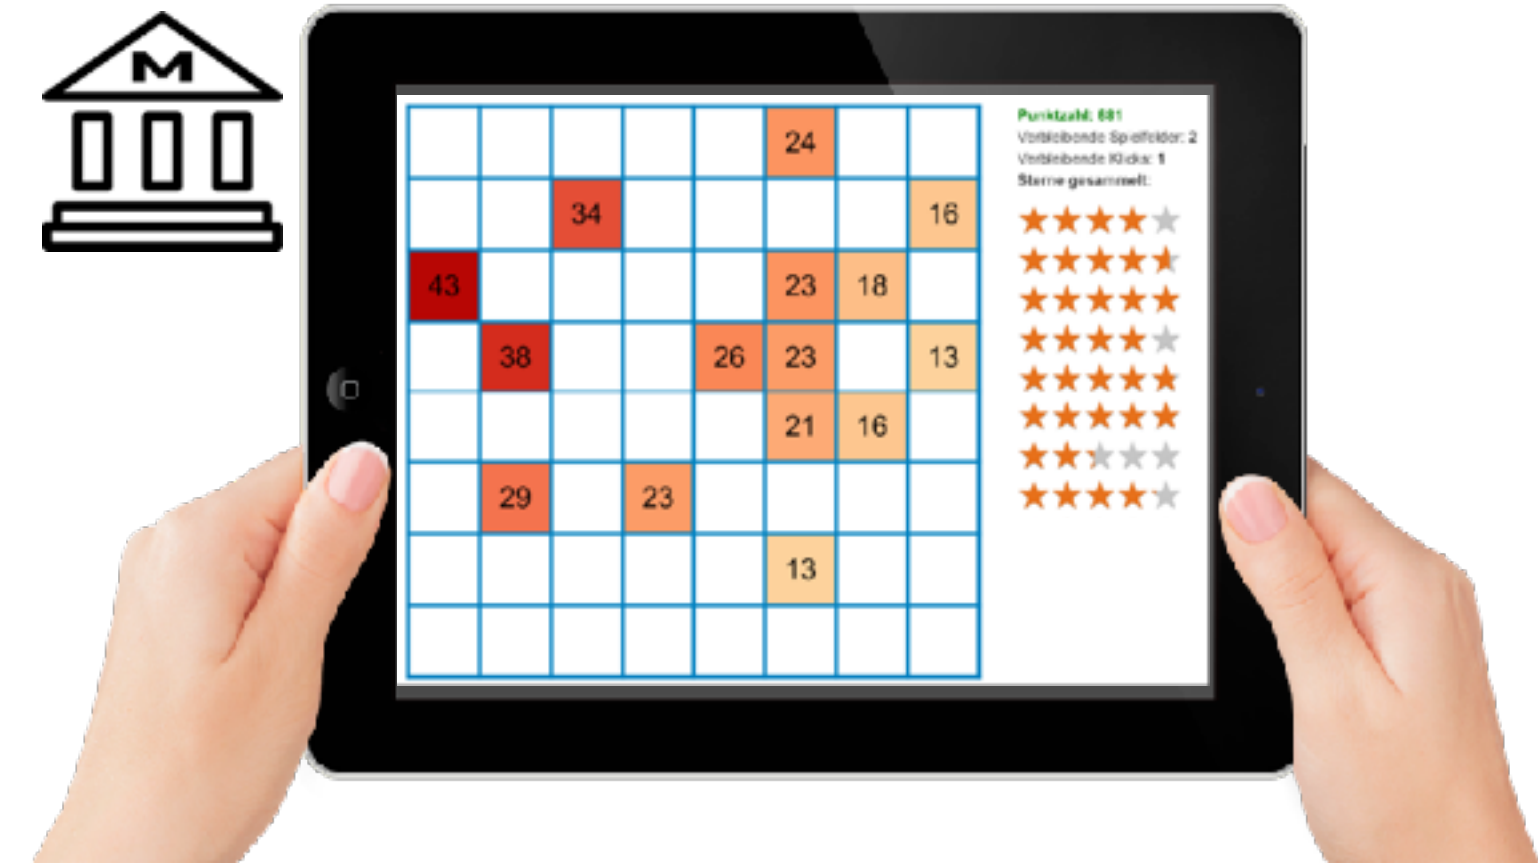 M
24
34 16
43 23 18
38 26 23 13
21 16
29 23
13
Punktzahl: 681
Verbleibende Spielfelder: 2
Verbleibende Klicks: 1
Sterne gesammelt: